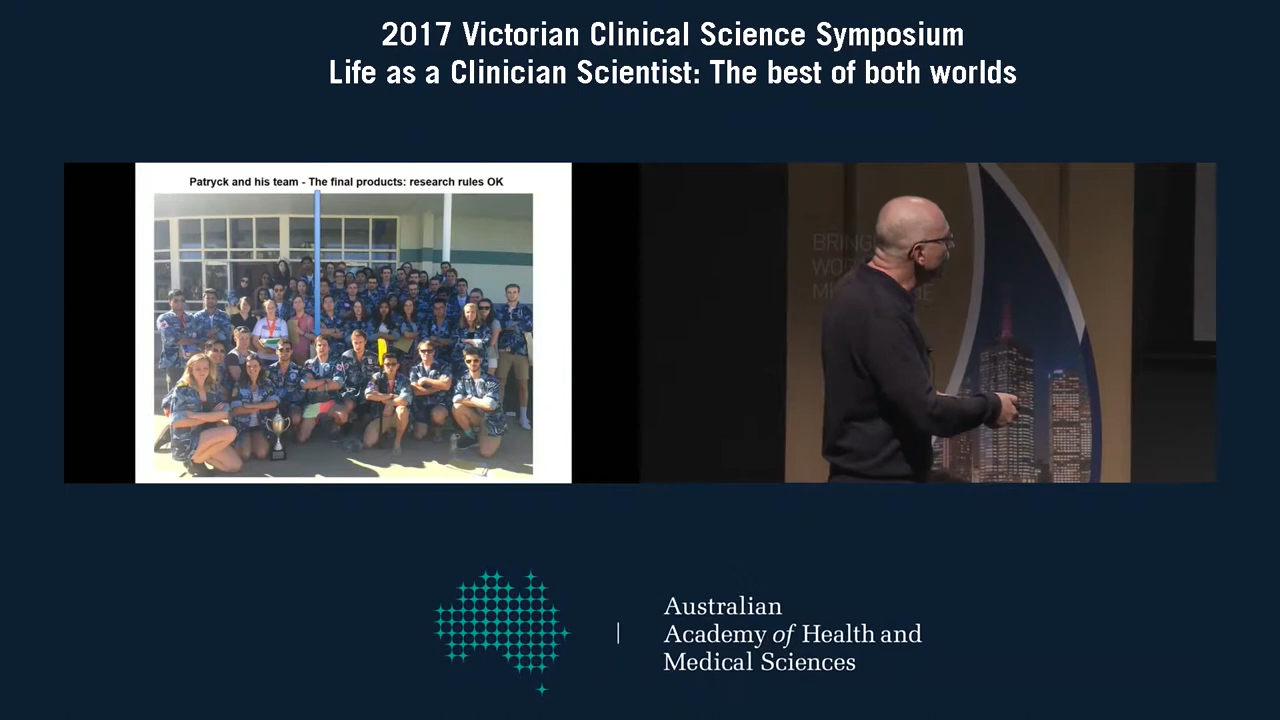 2017 Victorian Clinical Science Symposium
Life as a Clinician Scientist: The best of both worlds
Patryck and his team - The final products: research rules OK
Australian
Academy of Health and
Medical Sciences